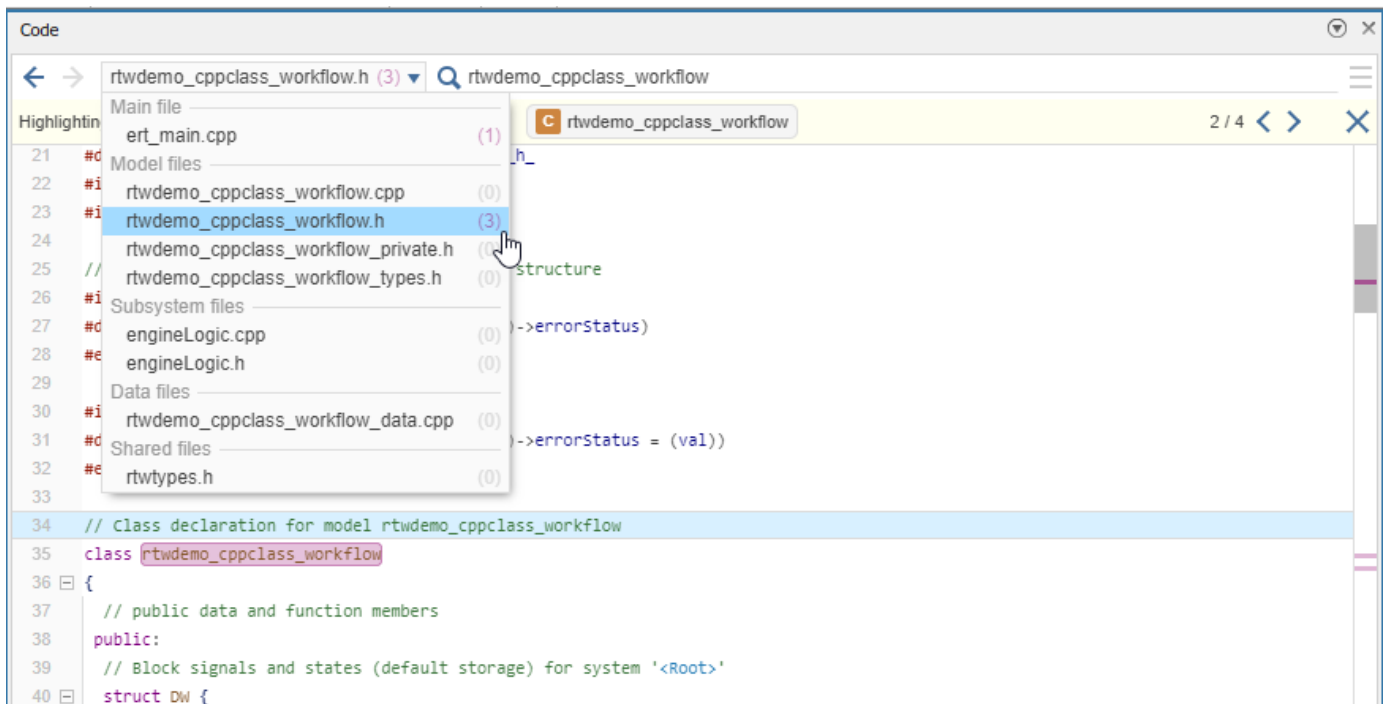 Code
rtwdemo_cppclass_workflow.h (3) rtwdemo_cppclass_workflow
Highlightin C rtwdemo_cppclass_workflow 2 / 4
Main file
ert_main.cpp (1)
Model files
rtwdemo_cppclass_workflow.cpp (0)
rtwdemo_cppclass_workflow.h (3)
rtwdemo_cppclass_workflow_private.h
rtwdemo_cppclass_workflow_types.h (0)
Subsystem files
engineLogic.cpp (0)
engineLogic.h (0)
Data files
rtwdemo_cppclass_workflow_data.cpp (0)
Shared files
rtwtypes.h (0)
21 #d _h_
22 #i
23 #i
24
25 // structure
26 #i
27 #d )->errorStatus)
28 #e
29
30 #i
31 #d )->errorStatus = (val))
32 #e
33
34 // Class declaration for model rtwdemo_cppclass_workflow
35 class rtwdemo_cppclass_workflow
36 {
37 // public data and function members
38 public:
39 // Block signals and states (default storage) for system '<Root>'
40 struct DW {